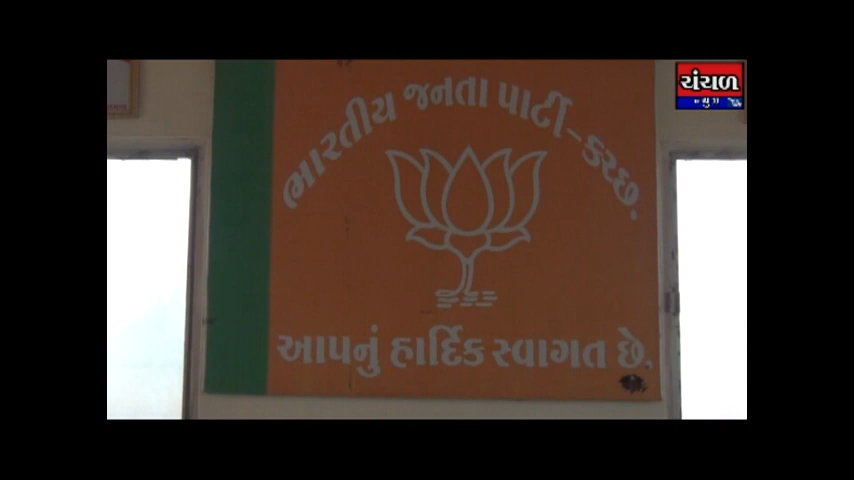 ચંચળ
ન્યુઝ
ભારતીય જનતા પાર્ટી-કચ્છ.
આપનું હાર્દિક સ્વાગત છે.